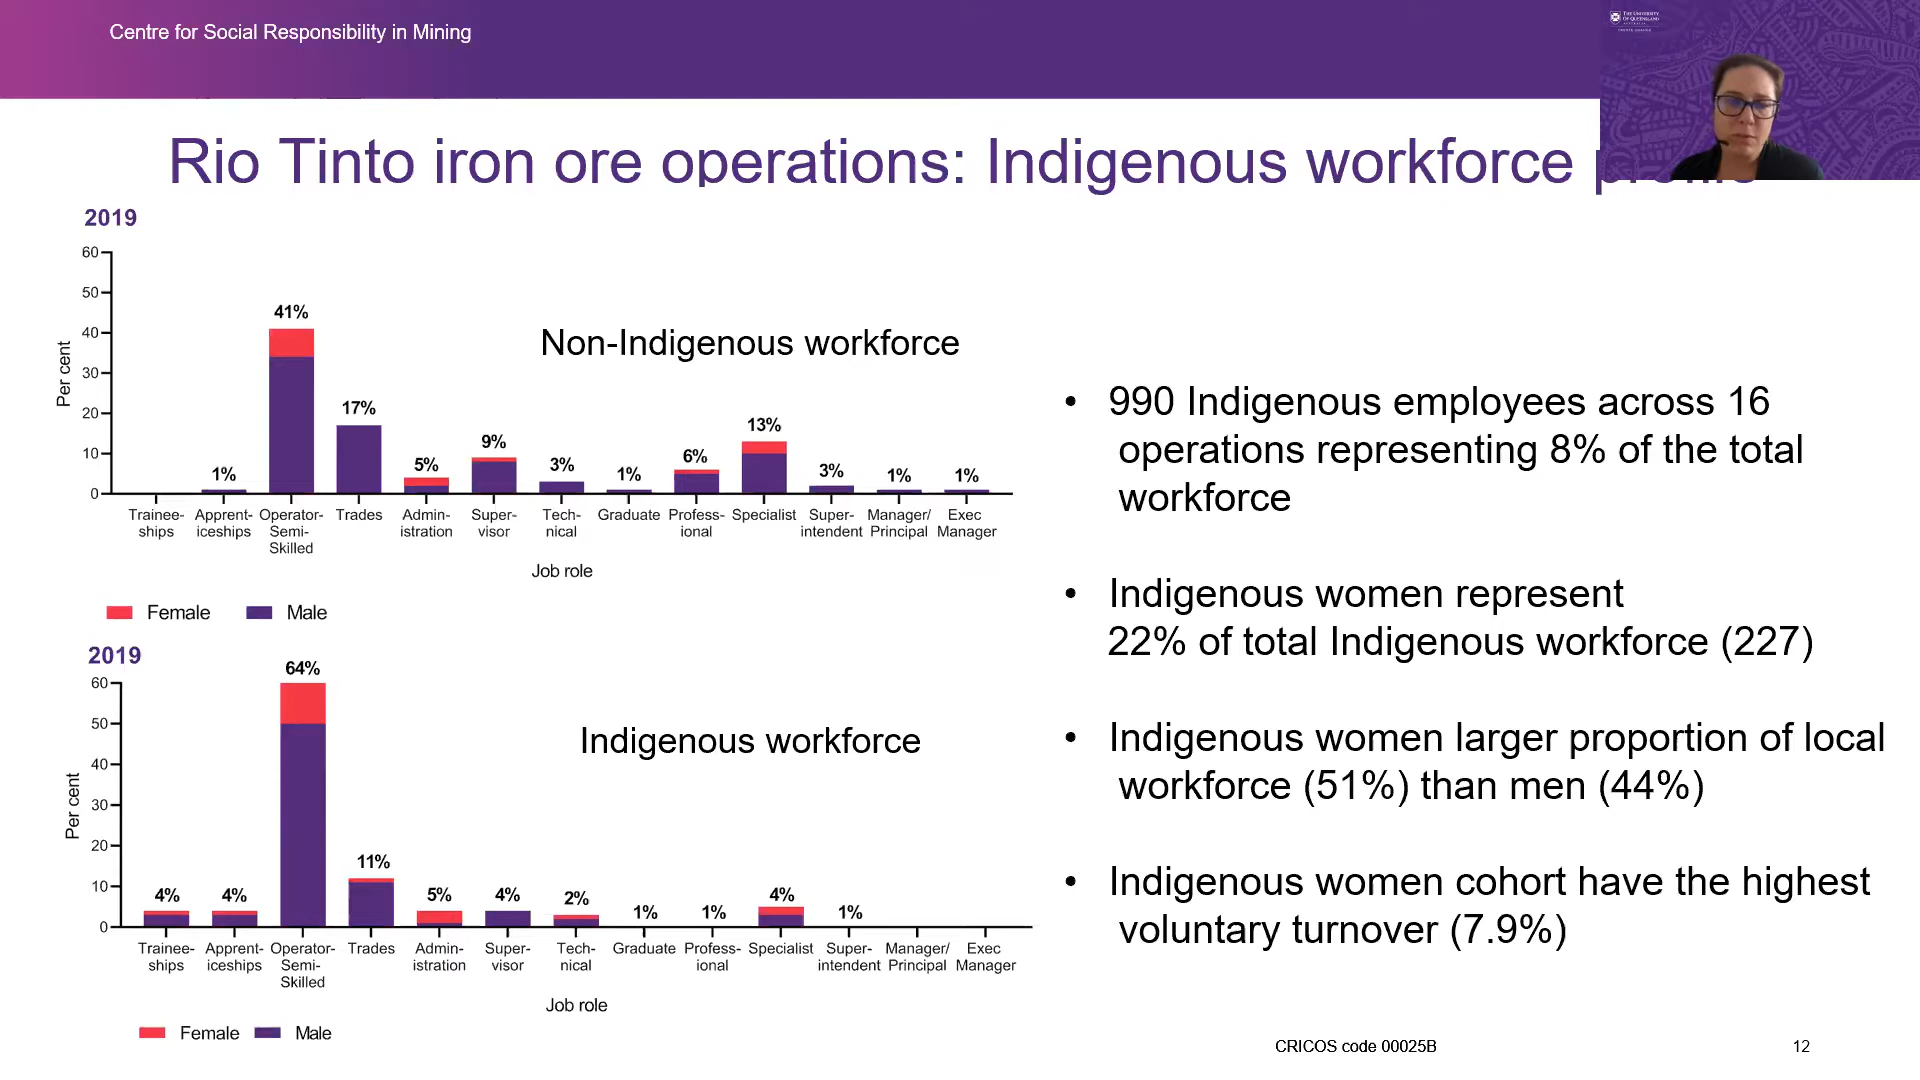 Centre for Social Responsibility in Mining
THE UNIVERSITY
OF QUEENSLAND
AUSTRALIA
CREATE CHANGE
Rio Tinto iron ore operations: Indigenous workforce
2019
60
50
40
30
20
10
0
Per cent
1%
41%
17%
5%
9%
3%
1%
6%
13%
3%
1%
1%
Non-Indigenous workforce
Trainee-
ships
Apprent-
iceships
Operator-
Semi-
Skilled
Trades
Admin-
istration
Super-
visor
Tech-
nical
Graduate
Profess-
ional
Specialist
Super-
intendent
Manager/
Principal
Exec
Manager
Job role
Female
Male
2019
60
50
40
30
20
10
0
Per cent
4%
4%
64%
11%
5%
4%
2%
1%
1%
4%
1%
Indigenous workforce
Trainee-
ships
Apprent-
iceships
Operator-
Semi-
Skilled
Trades
Admin-
istration
Super-
visor
Tech-
nical
Graduate
Profess-
ional
Specialist
Super-
intendent
Manager/
Principal
Exec
Manager
Job role
Female
Male
• 990 Indigenous employees across 16
operations representing 8% of the total
workforce
• Indigenous women represent
22% of total Indigenous workforce (227)
• Indigenous women larger proportion of local
workforce (51%) than men (44%)
• Indigenous women cohort have the highest
voluntary turnover (7.9%)
CRICOS code 00025B
12